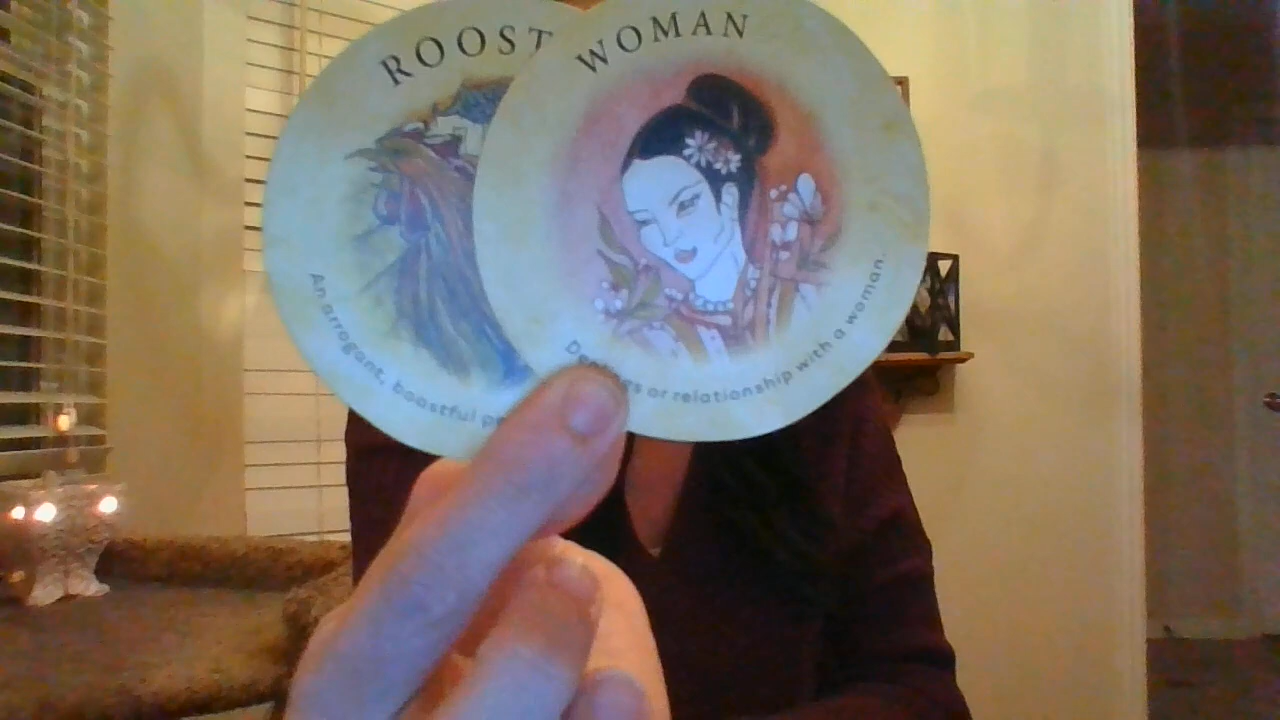 ROOST
An arrogant, boastful
WOMAN
or relationship with a woman.